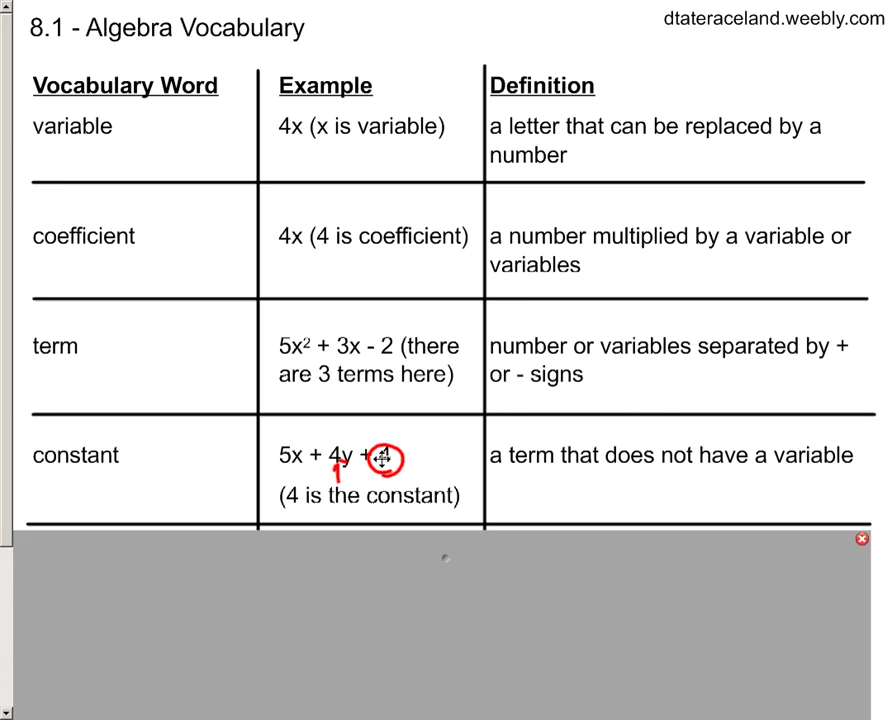 dtateraceland.weebly.com
8.1 - Algebra Vocabulary
Vocabulary Word Example Definition
variable 4x (x is variable) a letter that can be replaced by a
number
coefficient 4x (4 is coefficient) a number multiplied by a variable or
variables
term 5x² + 3x - 2 (there number or variables separated by +
are 3 terms here) or - signs
constant 5x + 4y + 4 a term that does not have a variable
(4 is the constant)